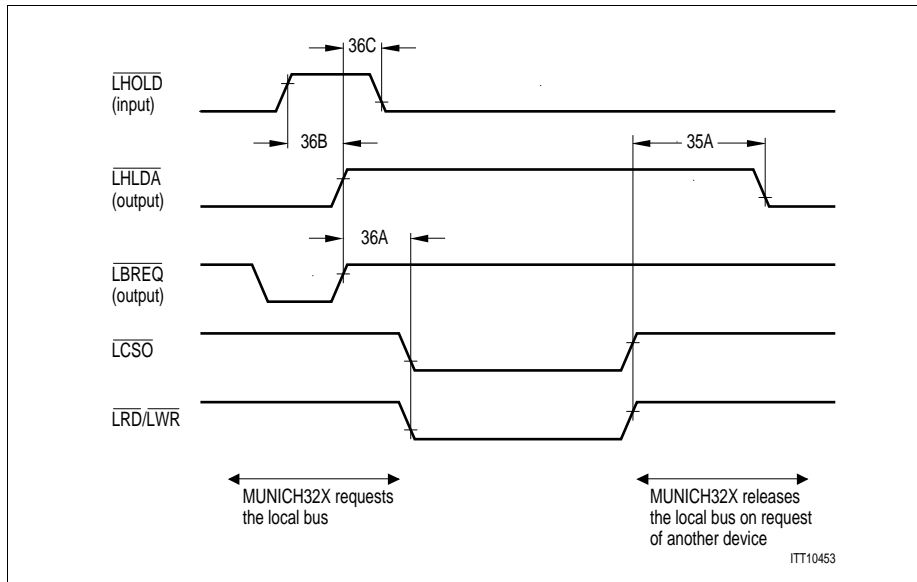 36C
LHOLD
(input)
36B
35A
LHLDA
(output)
36A
LBREQ
(output)
LCSO
LRD/LWR
MUNICH32X requests
the local bus
MUNICH32X releases
the local bus on request
of another device
ITT10453